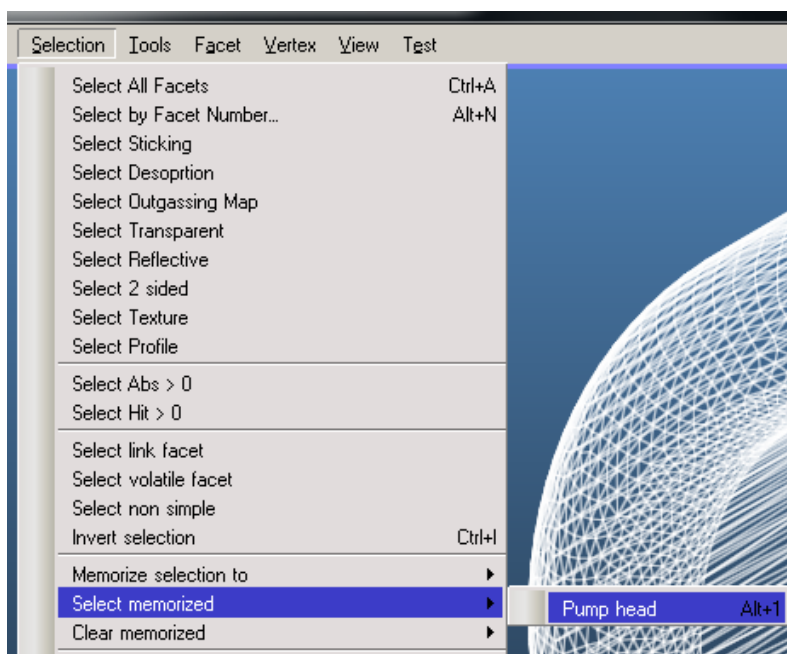 Selection Tools Facet Vertex View Test
Select All Facets Ctrl+A
Select by Facet Number... Alt+N
Select Sticking
Select Desoprtion
Select Outgassing Map
Select Transparent
Select Reflective
Select 2 sided
Select Texture
Select Profile
Select Abs > 0
Select Hit > 0
Select link facet
Select volatile facet
Select non simple
Invert selection Ctrl+I
Memorize selection to
Select memorized
Pump head Alt+1
Clear memorized